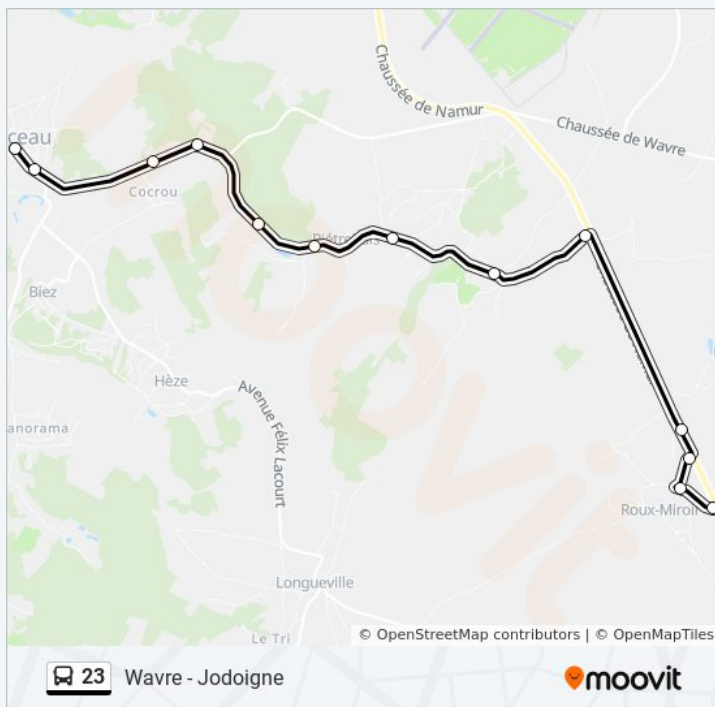 Chaussée de Namur
Chaussée de Wavre
ceau
Cocrou
Piétrebais
Biez
Hèze
anorama
Avenue Félix Lacourt
Roux-Miroir
Longueville
Le Tri
© OpenStreetMap contributors | © OpenMapTiles
23 Wavre - Jodoigne
moovit